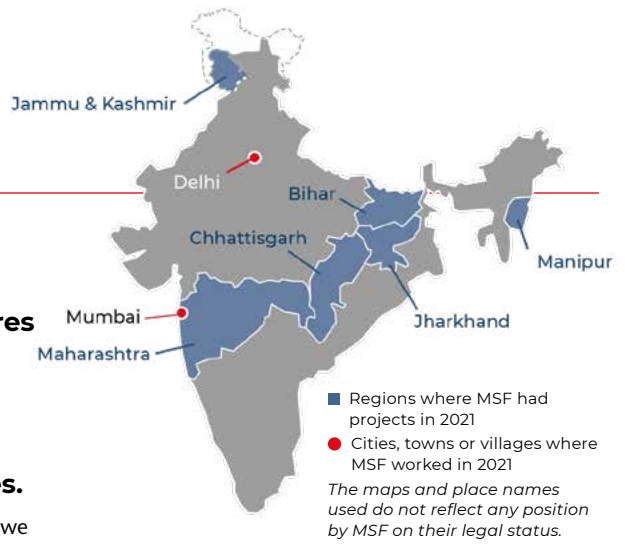 Jammu & Kashmir
Delhi
Bihar
Chhattisgarh
Manipur
res
Mumbai
Jharkhand
Maharashtra
Regions where MSF had
projects in 2021
Cities, towns or villages where
MSF worked in 2021
es.
The maps and place names
used do not reflect any position
we
by MSF on their legal status.